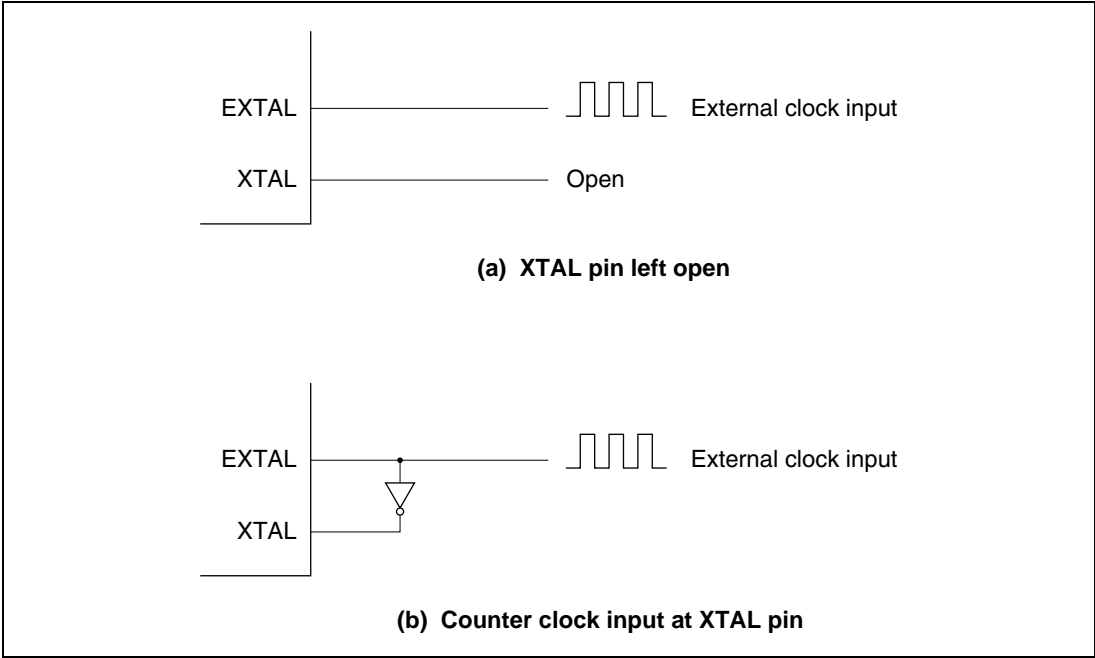 EXTAL
External clock input
XTAL
Open
(a) XTAL pin left open
EXTAL
External clock input
XTAL
(b) Counter clock input at XTAL pin